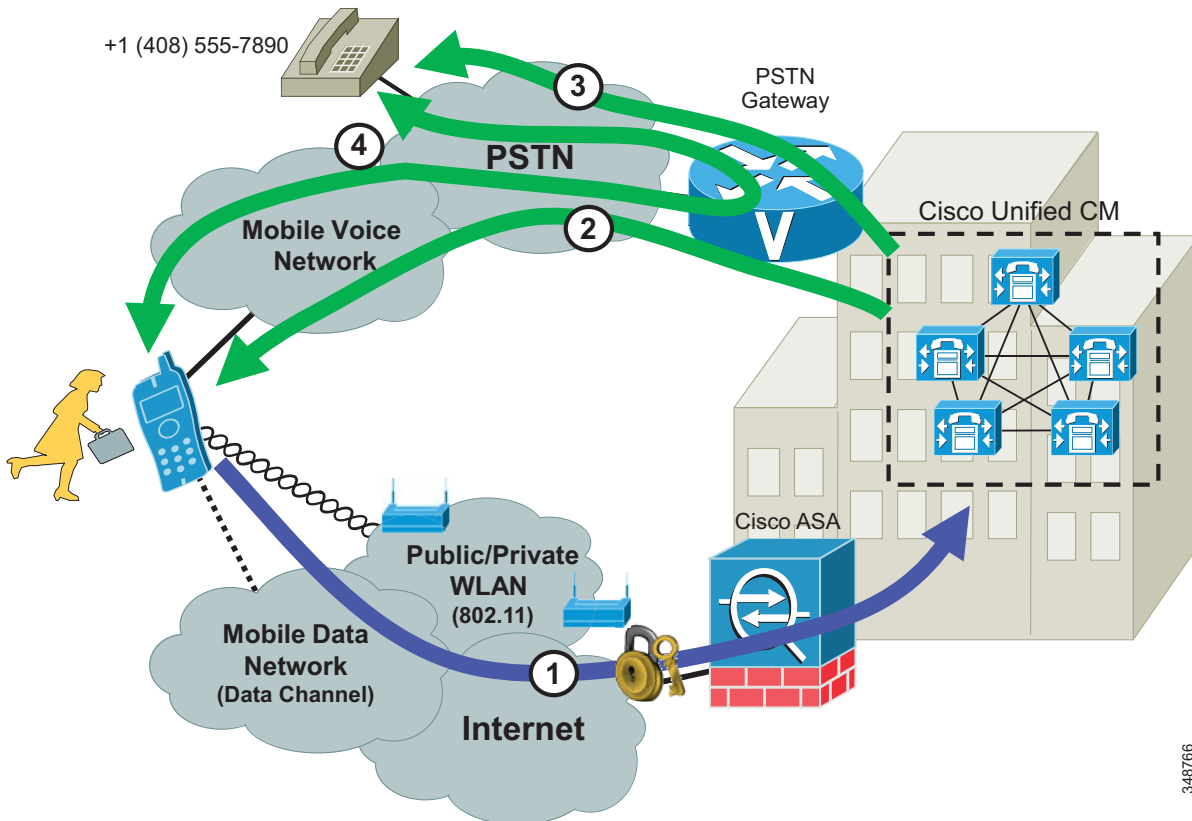 +1 (408) 555-7890
3
PSTN
Gateway
4
PSTN
Mobile Voice
Network
2
V
Cisco Unified CM
Cisco ASA
Public/Private
WLAN
(802.11)
Mobile Data
Network
(Data Channel)
1
Internet
348766